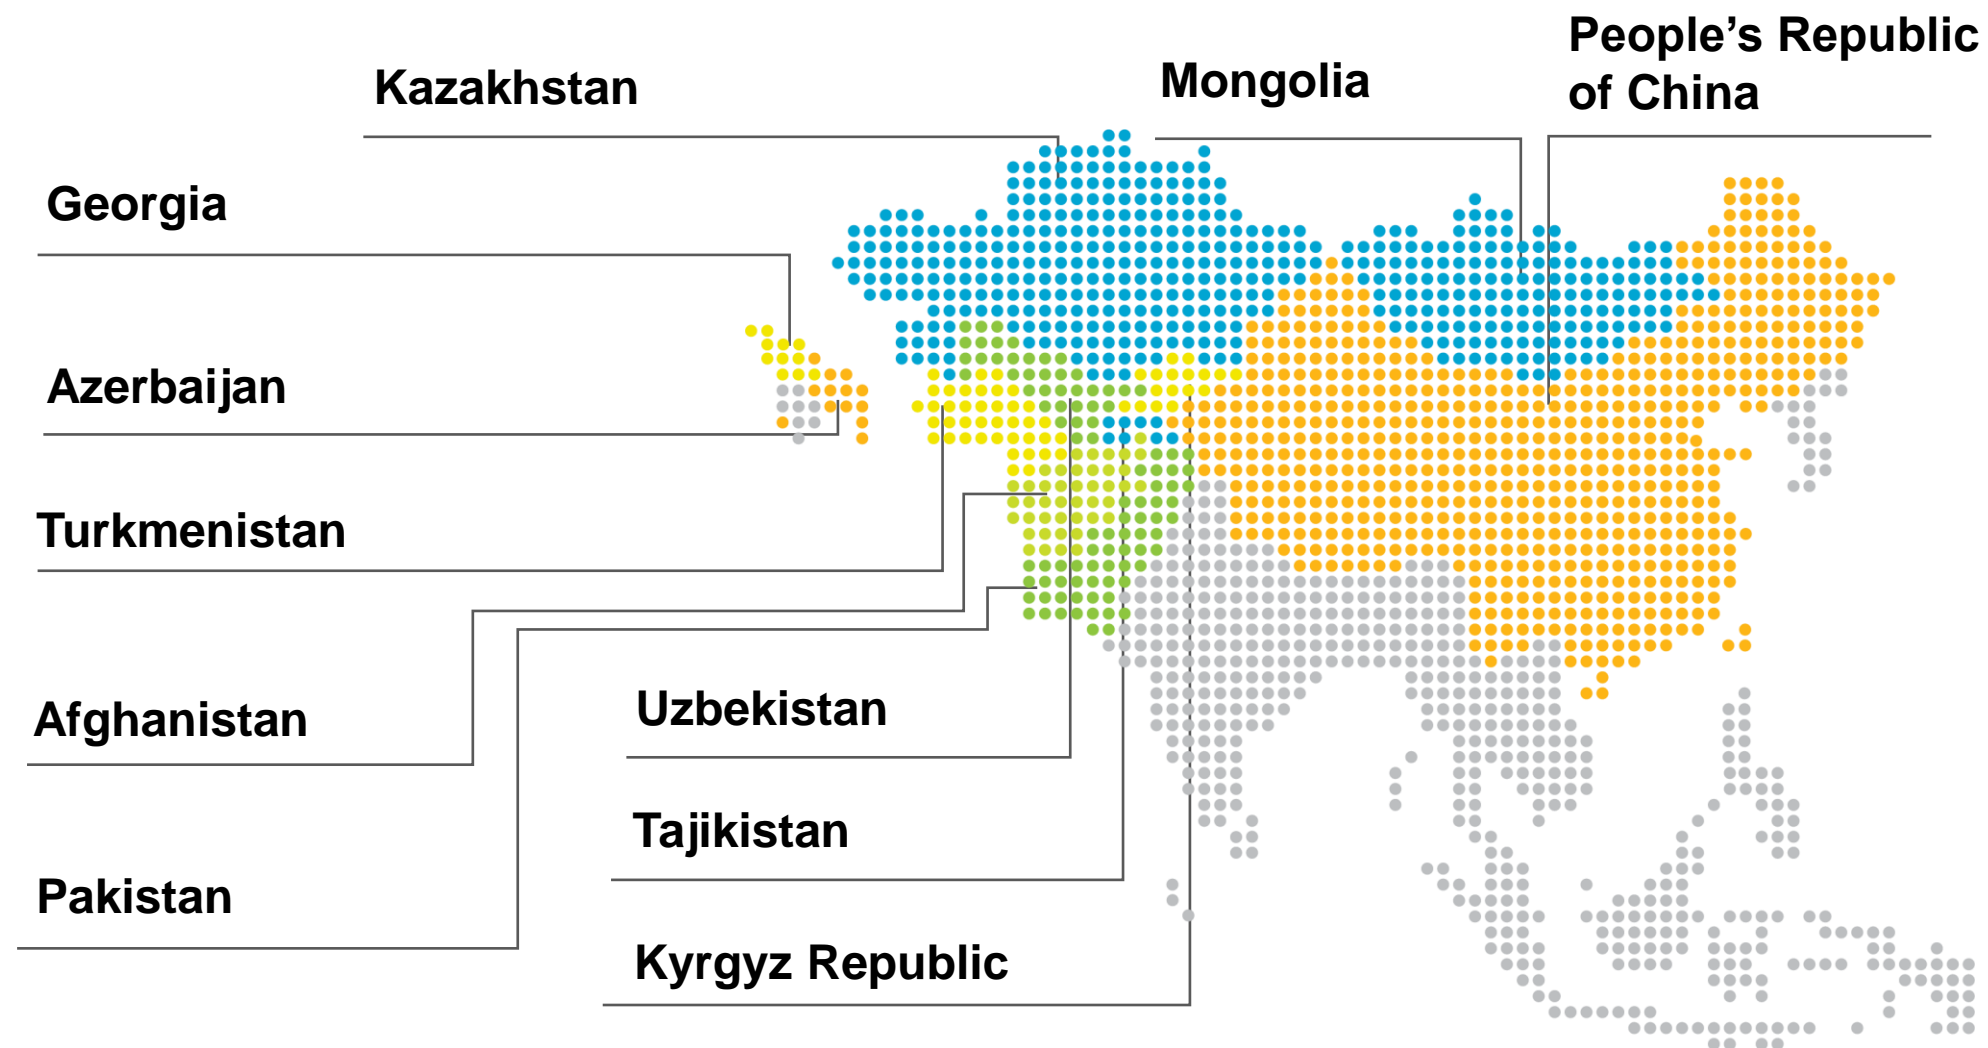 People’s Republic
of China
Mongolia
Kazakhstan
Georgia
Azerbaijan
Turkmenistan
Afghanistan
Uzbekistan
Tajikistan
Pakistan
Kyrgyz Republic